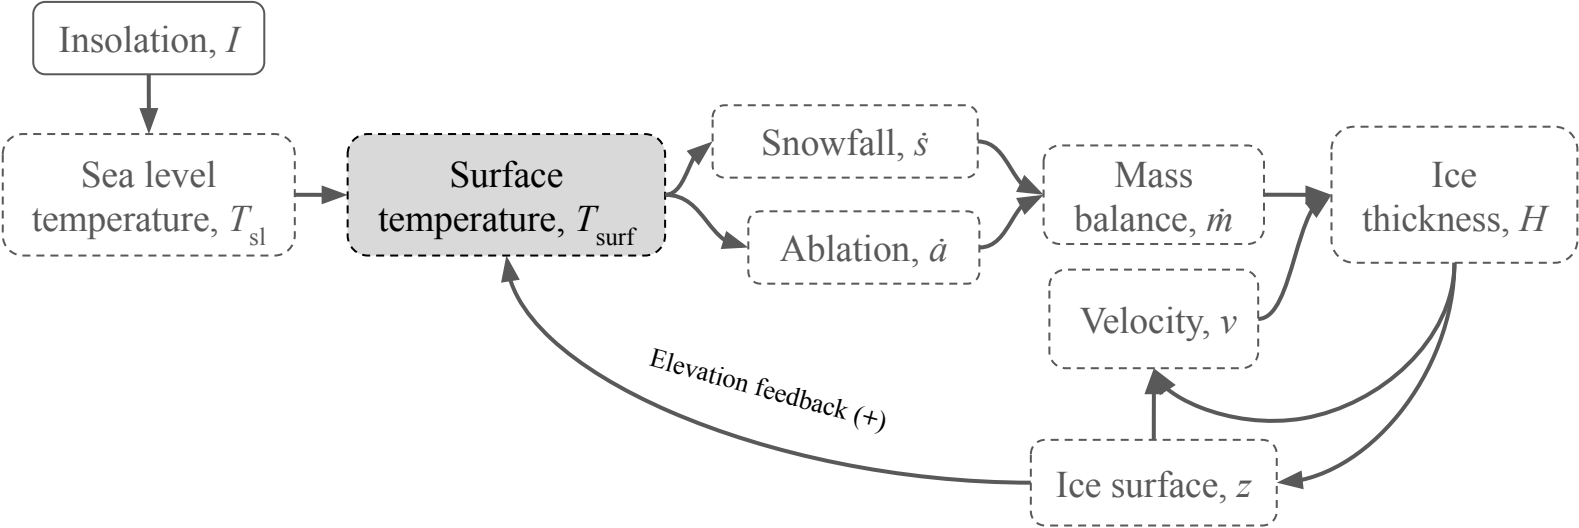 Insolation, I
Sea level
temperature, Tsl
Surface
temperature, Tsurf
Snowfall, ṡ
Ablation, ȧ
Mass
balance, ṁ
Ice
thickness, H
Velocity, v
Elevation feedback (+)
Ice surface, z